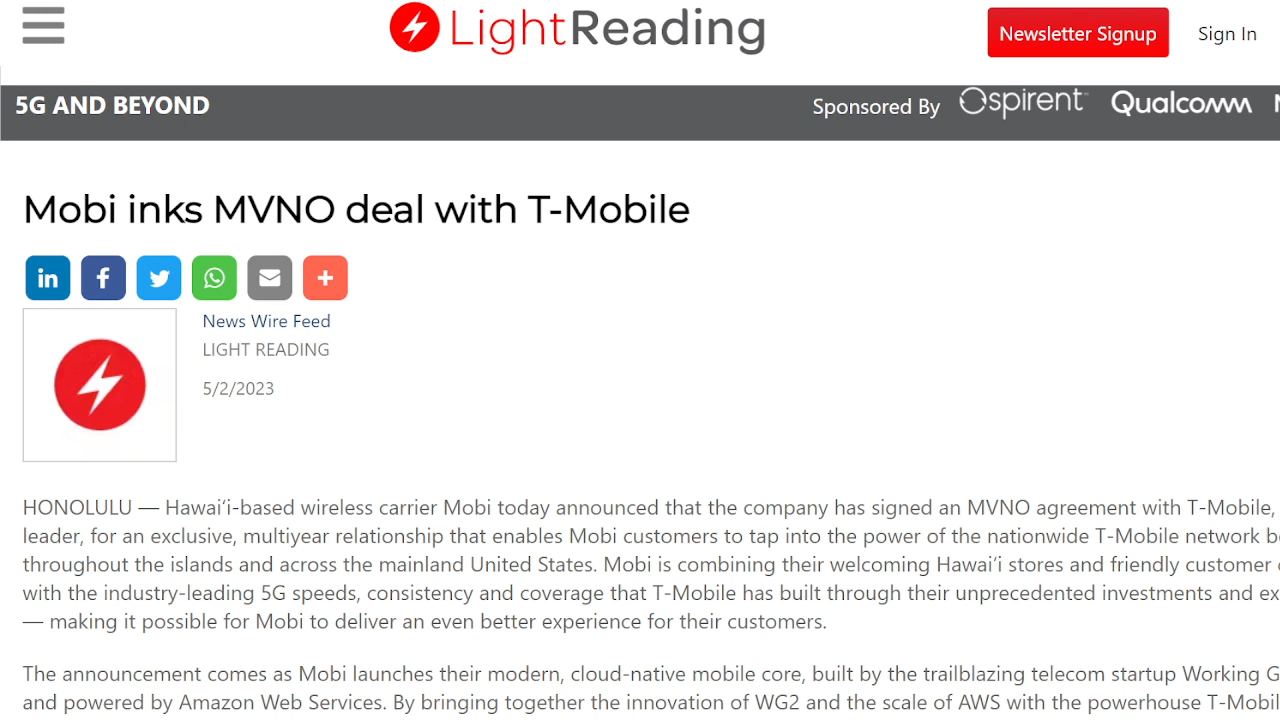 LightReading
Newsletter Signup
Sign In
5G AND BEYOND
Sponsored By
spirent™
Qualcomm
Mobi inks MVNO deal with T-Mobile
in
f
News Wire Feed
LIGHT READING
5/2/2023
HONOLULU — Hawaiʻi-based wireless carrier Mobi today announced that the company has signed an MVNO agreement with T-Mobile,
leader, for an exclusive, multiyear relationship that enables Mobi customers to tap into the power of the nationwide T-Mobile network
throughout the islands and across the mainland United States. Mobi is combining their welcoming Hawaiʻi stores and friendly customer
with the industry-leading 5G speeds, consistency and coverage that T-Mobile has built through their unprecedented investments and
— making it possible for Mobi to deliver an even better experience for their customers.
The announcement comes as Mobi launches their modern, cloud-native mobile core, built by the trailblazing telecom startup Working
and powered by Amazon Web Services. By bringing together the innovation of WG2 and the scale of AWS with the powerhouse T-Mobil